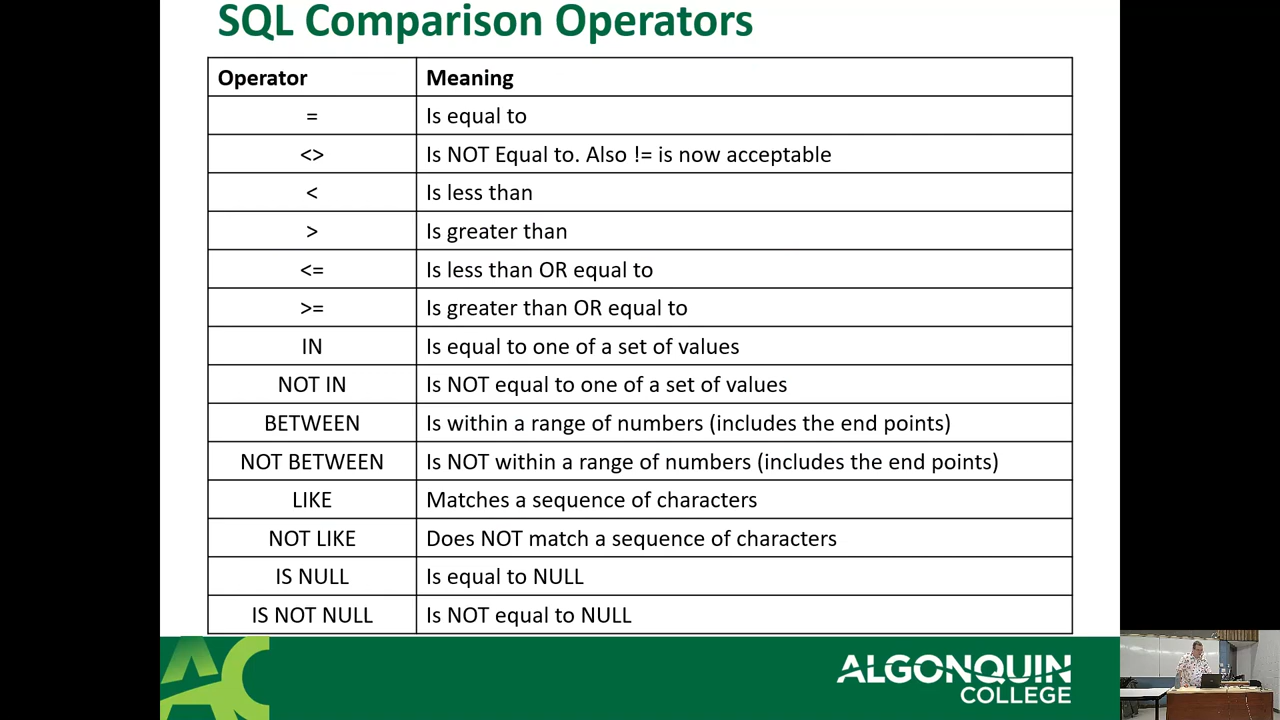 SQL Comparison Operators
Operator Meaning
= Is equal to
<> Is NOT Equal to. Also != is now acceptable
< Is less than
> Is greater than
<= Is less than OR equal to
>= Is greater than OR equal to
IN Is equal to one of a set of values
NOT IN Is NOT equal to one of a set of values
BETWEEN Is within a range of numbers (includes the end points)
NOT BETWEEN Is NOT within a range of numbers (includes the end points)
LIKE Matches a sequence of characters
NOT LIKE Does NOT match a sequence of characters
IS NULL Is equal to NULL
IS NOT NULL Is NOT equal to NULL
AC
ALGONQUIN
COLLEGE